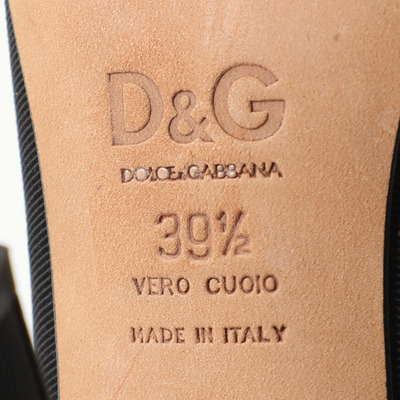 D&G
DOLCE&GABBANA
39½
VERO CUOIO
MADE IN ITALY